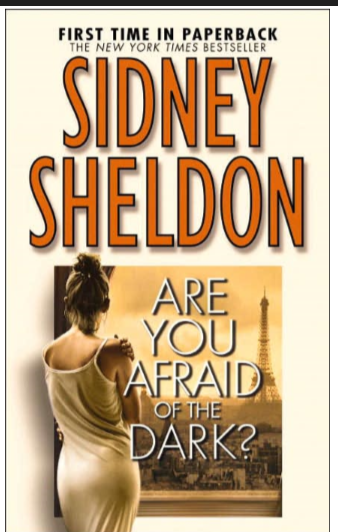 FIRST TIME IN PAPERBACK
THE NEW YORK TIMES BESTSELLER
SIDNEY
SHELDON
ARE
YOU
AFRAID
OF THE
DARK?